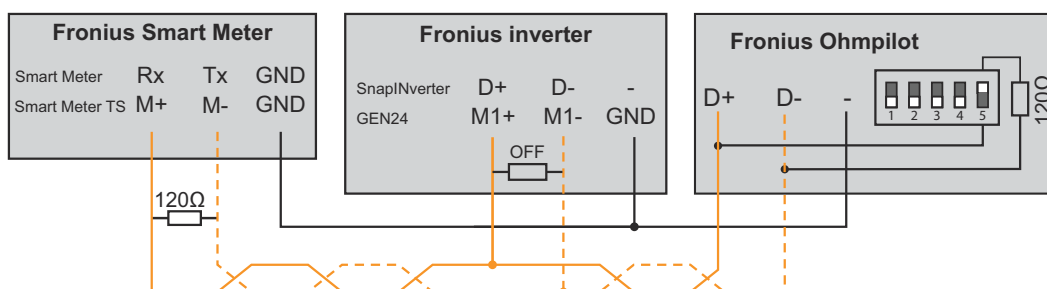 Fronius Smart Meter
Smart Meter Rx Tx GND
Smart Meter TS M+ M- GND
120Ω
Fronius inverter
SnapINverter D+ D- -
GEN24 M1+ M1- GND
OFF
Fronius Ohmpilot
D+ D- -
1 2 3 4 5
120Ω